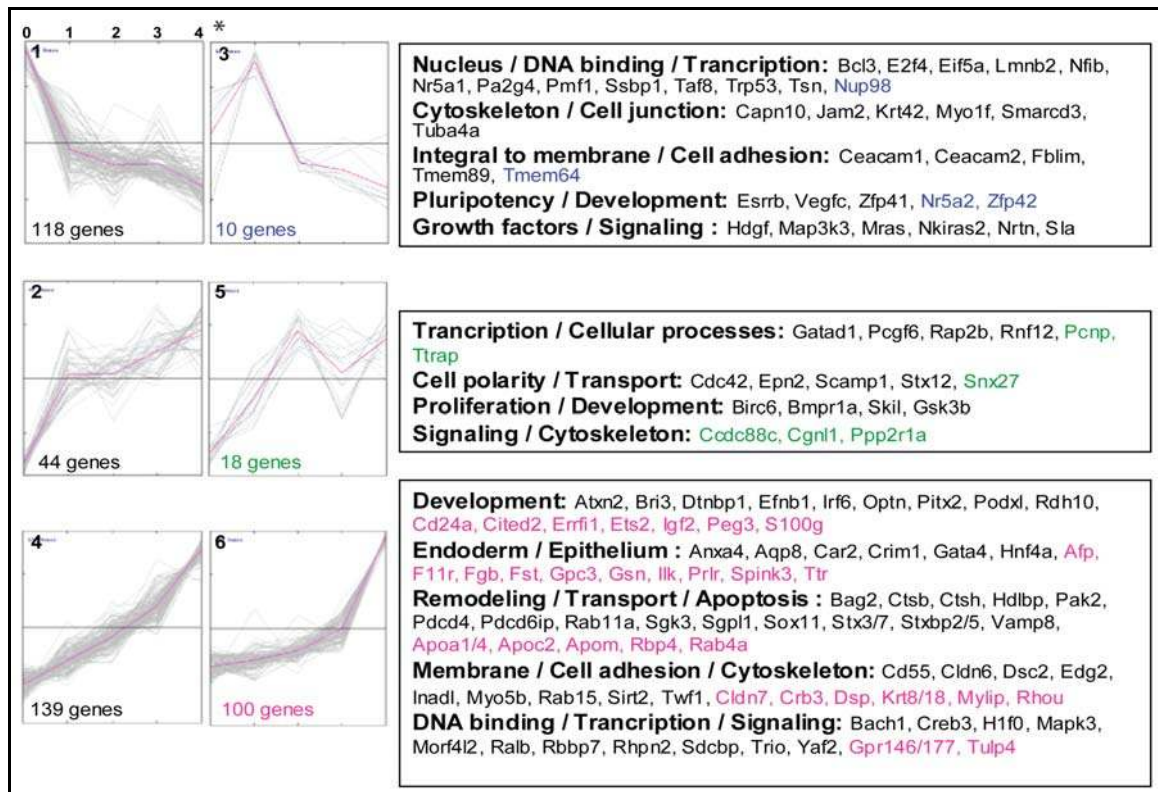 0 1 2 3 4 *
1
118 genes
3
10 genes
Nucleus / DNA binding / Trancription: Bcl3, E2f4, Eif5a, Lmnb2, Nfib,
Nr5a1, Pa2g4, Pmf1, Ssbp1, Taf8, Trp53, Tsn, Nup98
Cytoskeleton / Cell junction: Capn10, Jam2, Krt42, Myo1f, Smarcd3,
Tuba4a
Integral to membrane / Cell adhesion: Ceacam1, Ceacam2, Fblim,
Tmem89, Tmem64
Pluripotency / Development: Esrrb, Vegfc, Zfp41, Nr5a2, Zfp42
Growth factors / Signaling : Hdgf, Map3k3, Mras, Nkiras2, Nrtn, Sla
2
44 genes
5
18 genes
Trancription / Cellular processes: Gatad1, Pcgf6, Rap2b, Rnf12, Pcnp,
Ttrap
Cell polarity / Transport: Cdc42, Epn2, Scamp1, Stx12, Snx27
Proliferation / Development: Birc6, Bmpr1a, Skil, Gsk3b
Signaling / Cytoskeleton: Ccdc88c, Cgnl1, Ppp2r1a
4
139 genes
6
100 genes
Development: Atxn2, Bri3, Dtnbp1, Efnb1, Irf6, Optn, Pitx2, Podxl, Rdh10,
Cd24a, Cited2, Errfi1, Ets2, Igf2, Peg3, S100g
Endoderm / Epithelium : Anxa4, Aqp8, Car2, Crim1, Gata4, Hnf4a, Afp,
F11r, Fgb, Fst, Gpc3, Gsn, Ilk, Prlr, Spink3, Ttr
Remodeling / Transport / Apoptosis : Bag2, Ctsb, Ctsh, Hdlbp, Pak2,
Pdcd4, Pdcd6ip, Rab11a, Sgk3, Sgpl1, Sox11, Stx3/7, Stxbp2/5, Vamp8,
Apoa1/4, Apoc2, Apom, Rbp4, Rab4a
Membrane / Cell adhesion / Cytoskeleton: Cd55, Cldn6, Dsc2, Edg2,
Inadl, Myo5b, Rab15, Sirt2, Twf1, Cldn7, Crb3, Dsp, Krt8/18, Mylip, Rhou
DNA binding / Trancription / Signaling: Bach1, Creb3, H1f0, Mapk3,
Morf4l2, Ralb, Rbbp7, Rhpn2, Sdcbp, Trio, Yaf2, Gpr146/177, Tulp4